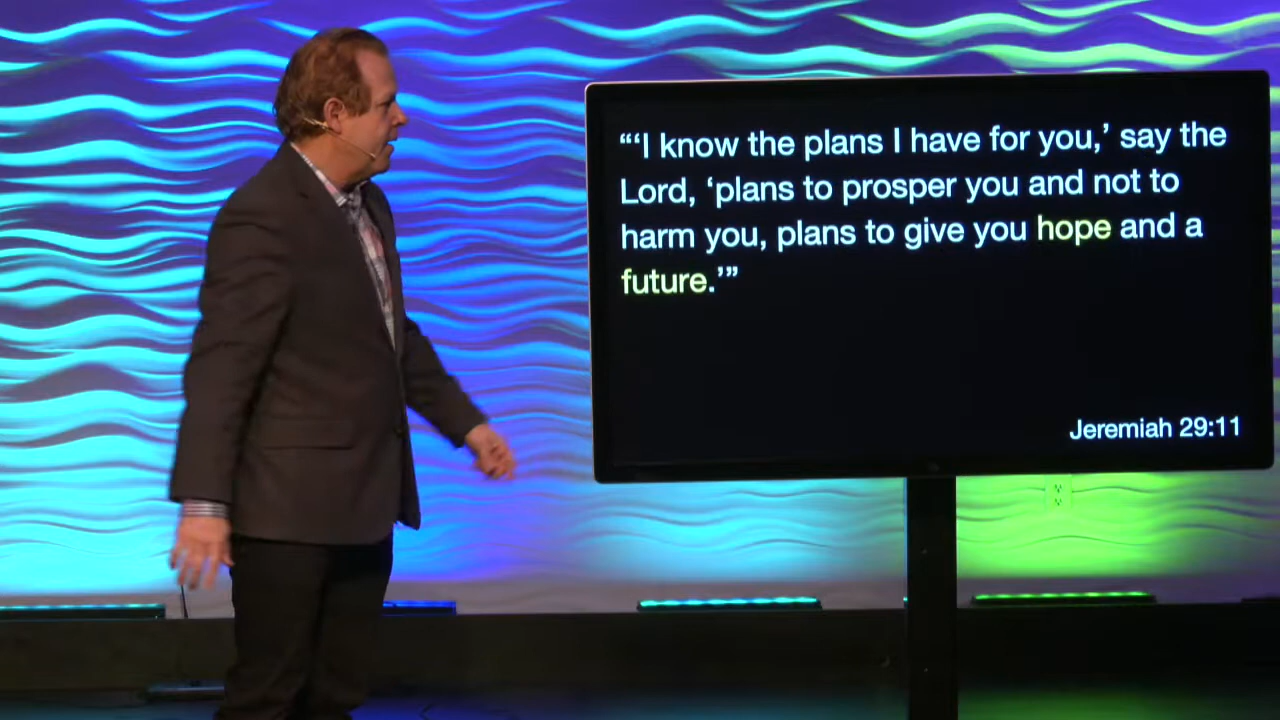 “‘I know the plans I have for you,’ say the
Lord, ‘plans to prosper you and not to
harm you, plans to give you hope and a
future.’”
Jeremiah 29:11